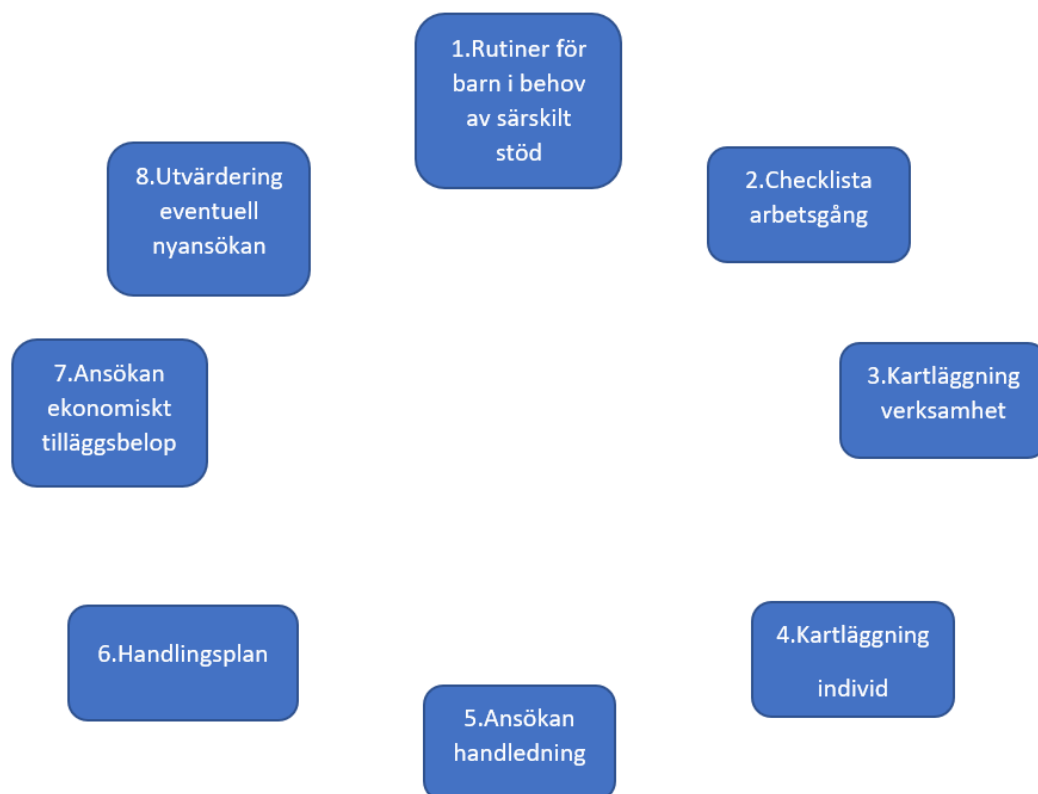 1.Rutiner för
barn i behov
av särskilt
stöd
2.Checklista
arbetsgång
3.Kartläggning
verksamhet
4.Kartläggning
individ
5.Ansökan
handledning
6.Handlingsplan
7.Ansökan
ekonomiskt
tilläggsbelop
8.Utvärdering
eventuell
nyansökan